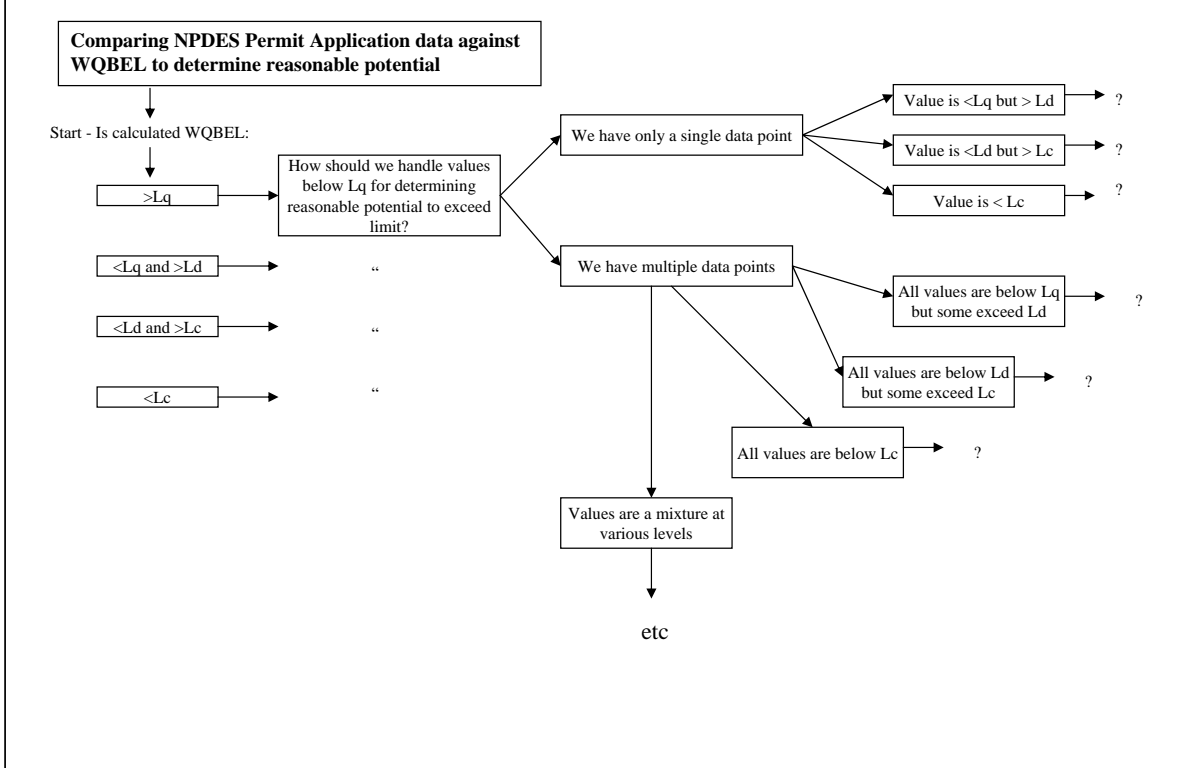 Comparing NPDES Permit Application data against
WQBEL to determine reasonable potential
Start - Is calculated WQBEL:
>Lq
How should we handle values
below Lq for determining
reasonable potential to exceed
limit?
We have only a single data point
Value is <Lq but > Ld
?
Value is <Ld but > Lc
?
Value is < Lc
?
<Lq and >Ld
“
We have multiple data points
All values are below Lq
but some exceed Ld
?
<Ld and >Lc
“
All values are below Ld
but some exceed Lc
?
<Lc
“
All values are below Lc
?
Values are a mixture at
various levels
etc